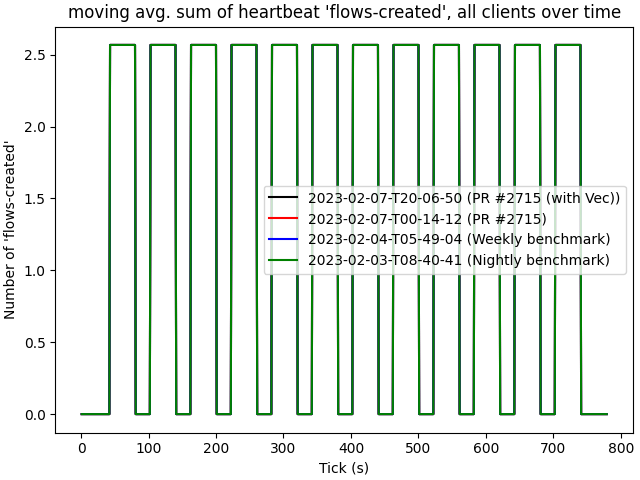 moving avg. sum of heartbeat 'flows-created', all clients over time
Number of 'flows-created'
2.5
2.0
1.5
1.0
0.5
0.0
2023-02-07-T20-06-50 (PR #2715 (with Vec))
2023-02-07-T00-14-12 (PR #2715)
2023-02-04-T05-49-04 (Weekly benchmark)
2023-02-03-T08-40-41 (Nightly benchmark)
0 100 200 300 400 500 600 700 800
Tick (s)